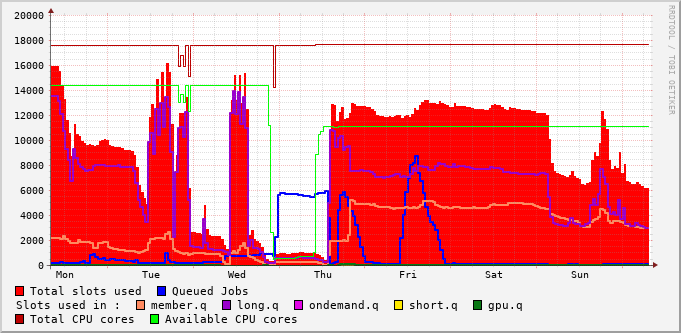 20000
18000
16000
14000
12000
10000
8000
6000
4000
2000
0
Mon Tue Wed Thu Fri Sat Sun
RRDTOOL / TOBI OETIKER
Total slots used Queued Jobs
Slots used in : member.q long.q ondemand.q short.q gpu.q
Total CPU cores Available CPU cores